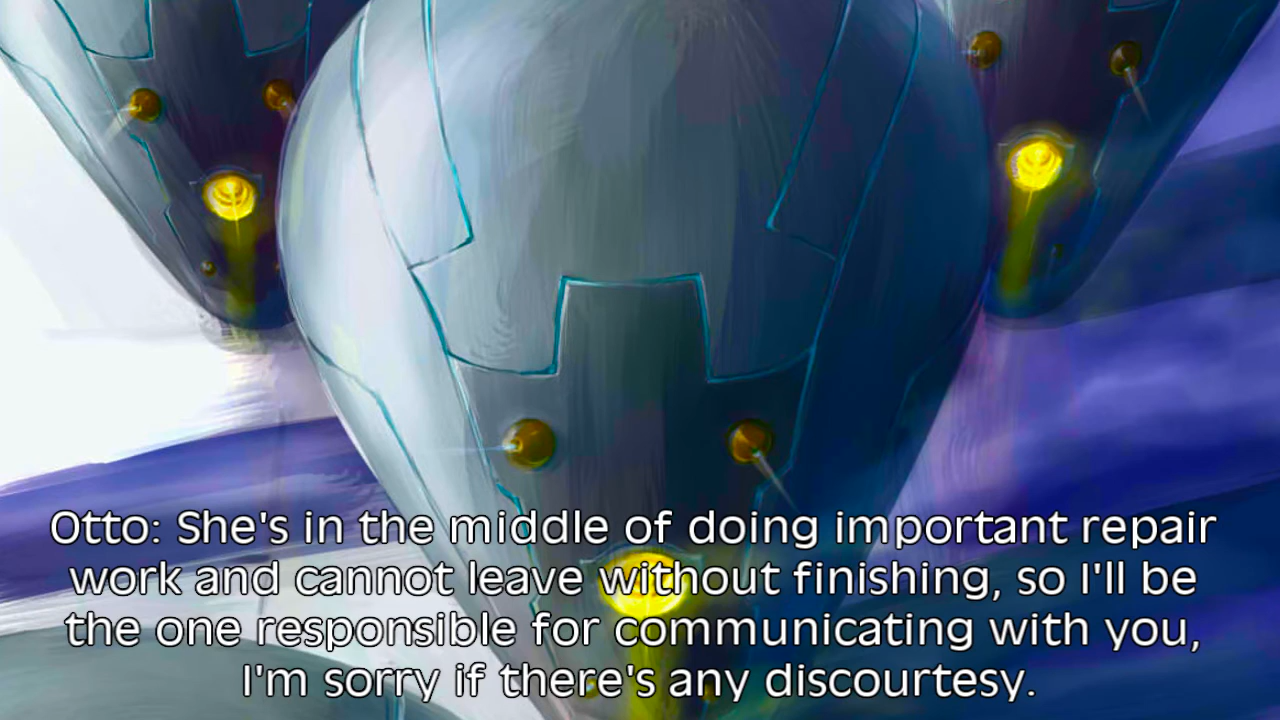 Otto: She's in the middle of doing important repair
work and cannot leave without finishing, so I'll be
the one responsible for communicating with you,
I'm sorry if there's any discourtesy.